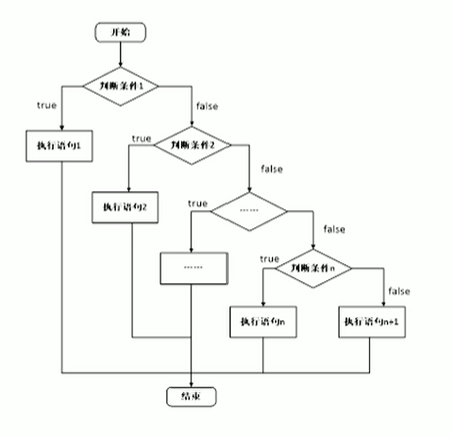 开始
判断条件1
true
false
执行语句1
true
判断条件2
false
执行语句2
true
……
false
……
true
判断条件n
false
执行语句n
执行语句n+1
结束